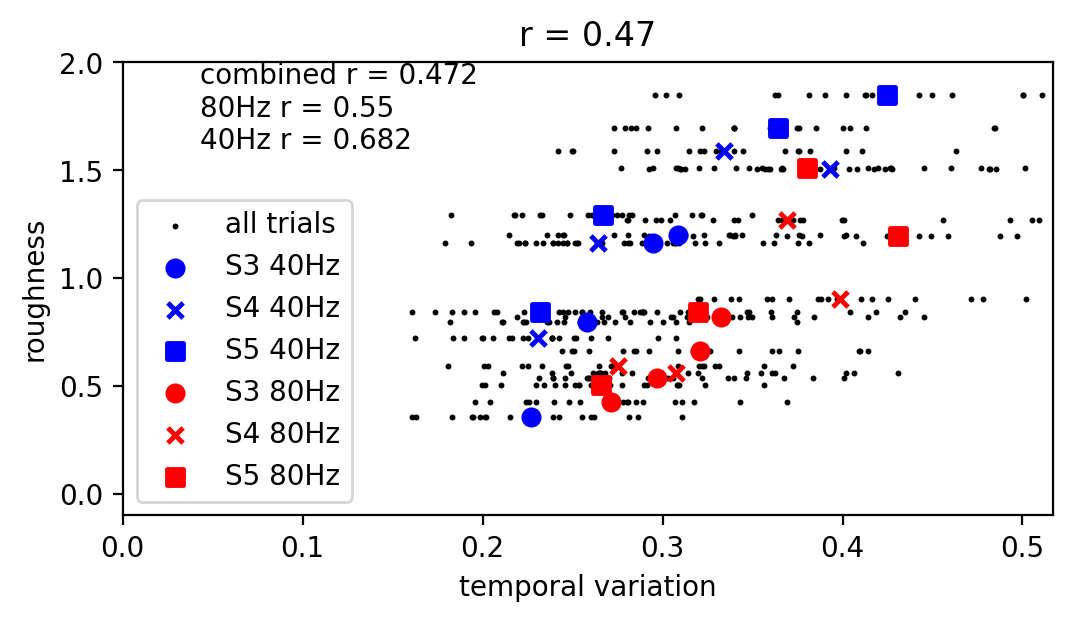 r = 0.47
combined r = 0.472
80Hz r = 0.55
40Hz r = 0.682
all trials
S3 40Hz
S4 40Hz
S5 40Hz
S3 80Hz
S4 80Hz
S5 80Hz
roughness
2.0
1.5
1.0
0.5
0.0
0.0 0.1 0.2 0.3 0.4 0.5
temporal variation